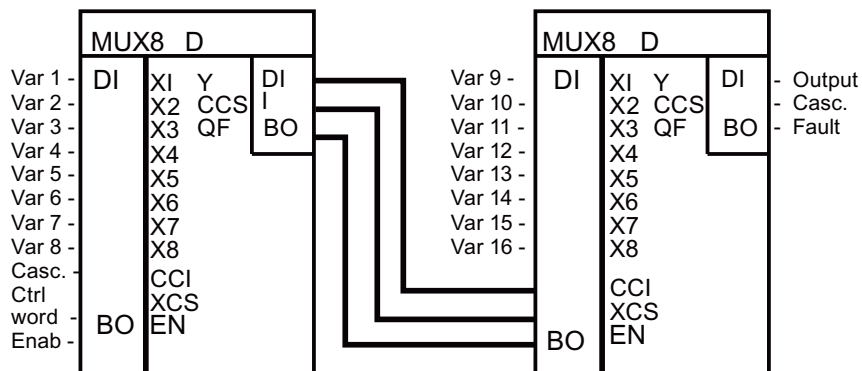 MUX8 D
Var 1 - DI X1 Y DI
Var 2 - X2 CCS I
Var 3 - X3 QF BO
Var 4 - X4
Var 5 - X5
Var 6 - X6
Var 7 - X7
Var 8 - X8
Casc. - CCI
Ctrl XCS
word - BO EN
Enab -
MUX8 D
Var 9 - DI X1 Y DI - Output
Var 10 - X2 CCS - Casc.
Var 11 - X3 QF BO - Fault
Var 12 - X4
Var 13 - X5
Var 14 - X6
Var 15 - X7
Var 16 - X8
CCI
XCS
BO EN